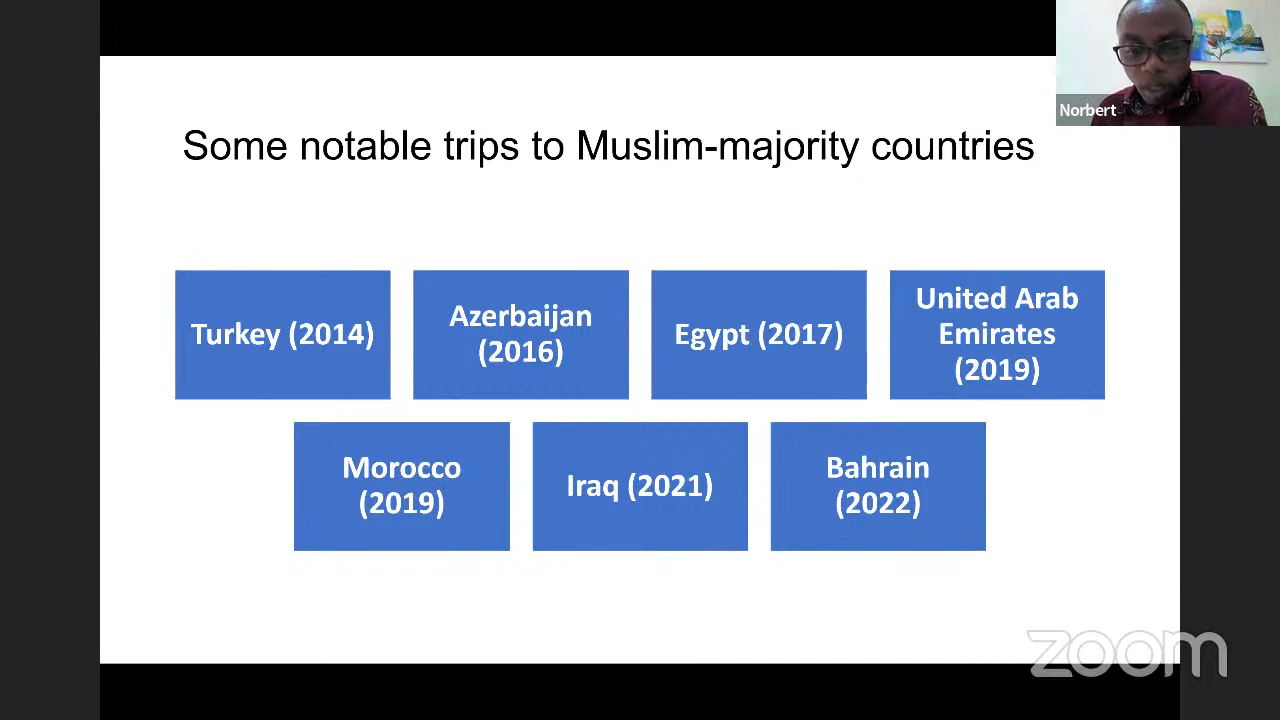 Norbert
Some notable trips to Muslim-majority countries
Turkey (2014)
Azerbaijan
(2016)
Egypt (2017)
United Arab
Emirates
(2019)
Morocco
(2019)
Iraq (2021)
Bahrain
(2022)
zoom